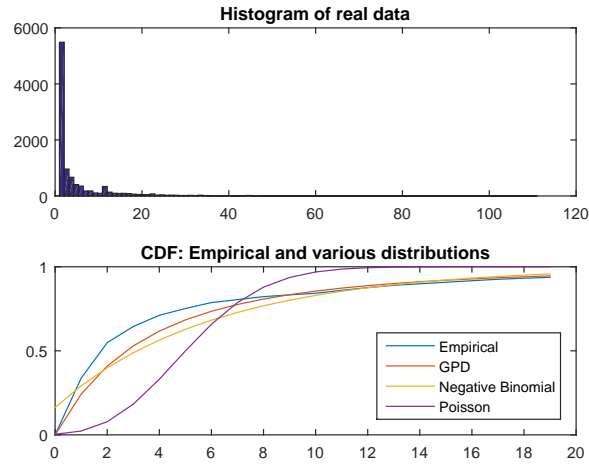 Histogram of real data
6000
4000
2000
0
0 20 40 60 80 100 120
CDF: Empirical and various distributions
1
0.5
0
0 2 4 6 8 10 12 14 16 18 20
Empirical
GPD
Negative Binomial
Poisson